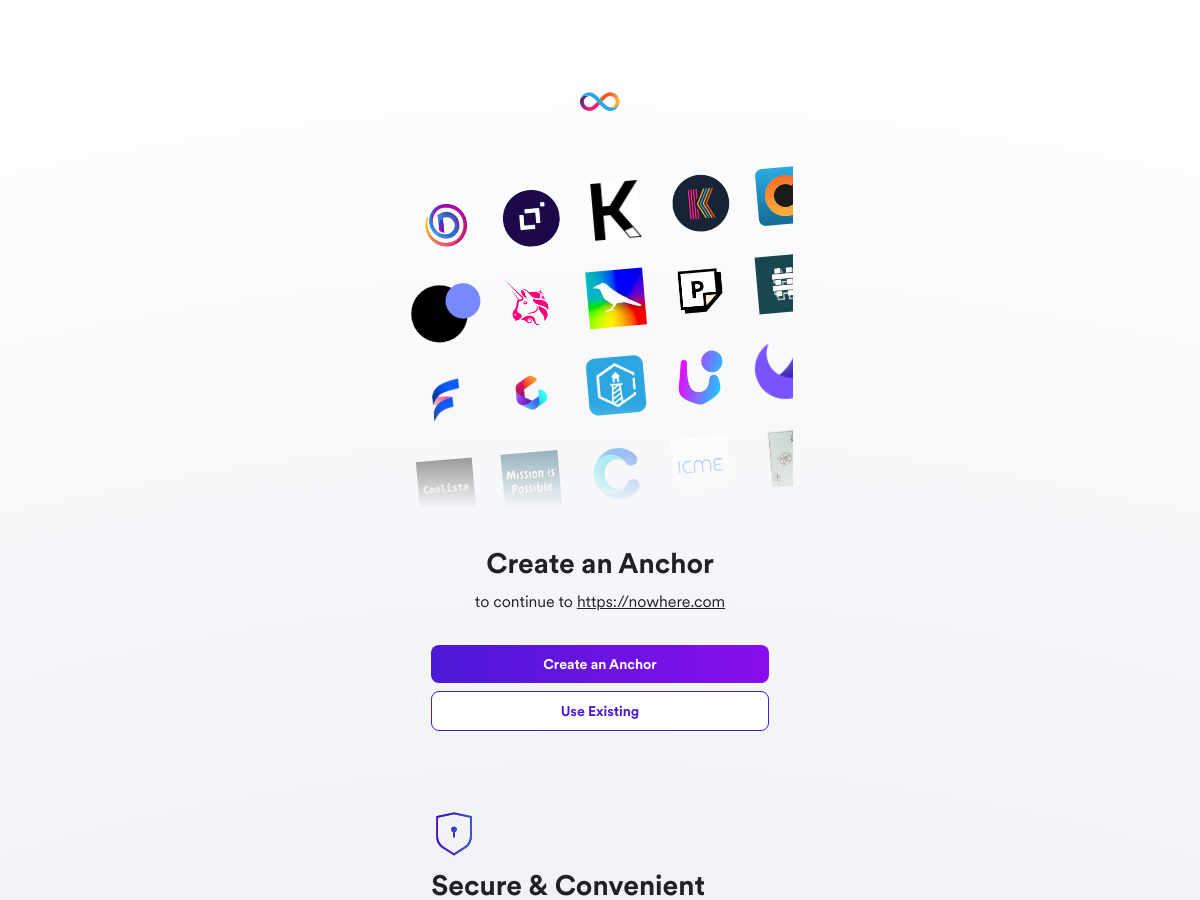 K
P
Canlista
Mission is
Possible
ICME
Create an Anchor
to continue to https://nowhere.com
Create an Anchor
Use Existing
Secure & Convenient